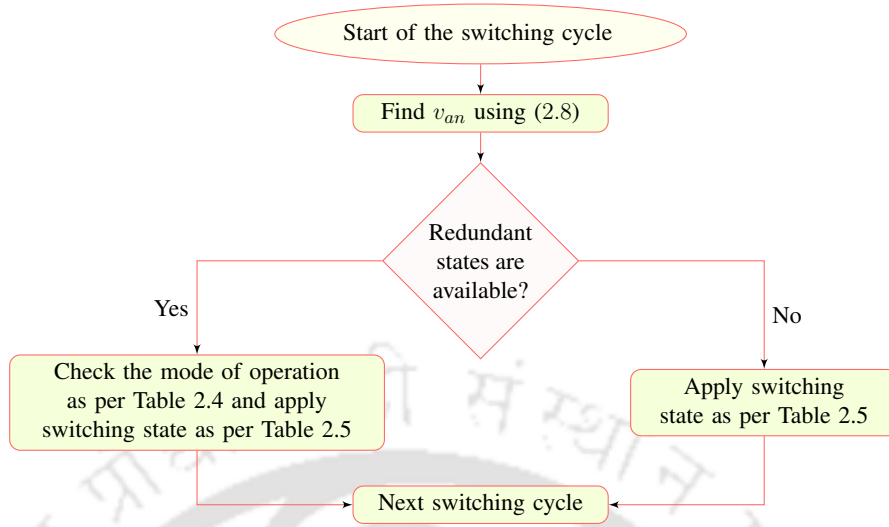 Start of the switching cycle
Find v_an using (2.8)
Redundant
states are
available?
Yes
No
Check the mode of operation
as per Table 2.4 and apply
switching state as per Table 2.5
Apply switching
state as per Table 2.5
Next switching cycle